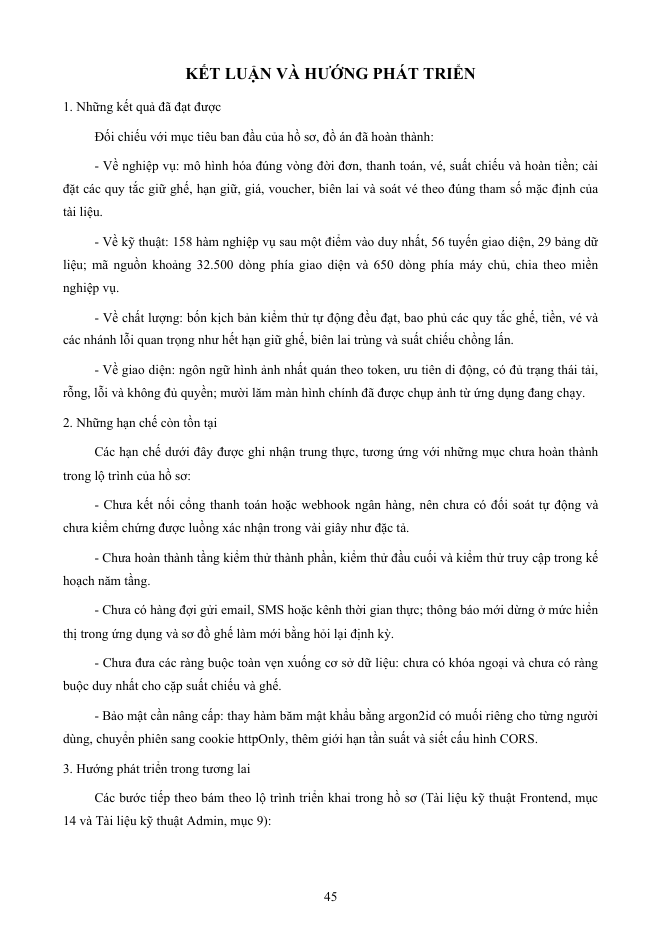 KẾT LUẬN VÀ HƯỚNG PHÁT TRIỂN
1. Những kết quả đã đạt được
Đối chiếu với mục tiêu ban đầu của hồ sơ, đồ án đã hoàn thành:
- Về nghiệp vụ: mô hình hóa đúng vòng đời đơn, thanh toán, vé, suất chiếu và hoàn tiền; cài
đặt các quy tắc giữ ghế, hạn giữ, giá, voucher, biên lai và soát vé theo đúng tham số mặc định của
tài liệu.
- Về kỹ thuật: 158 hàm nghiệp vụ sau một điểm vào duy nhất, 56 tuyến giao diện, 29 bảng dữ
liệu; mã nguồn khoảng 32.500 dòng phía giao diện và 650 dòng phía máy chủ, chia theo miền
nghiệp vụ.
- Về chất lượng: bốn kịch bản kiểm thử tự động đều đạt, bao phủ các quy tắc ghế, tiền, vé và
các nhánh lỗi quan trọng như hết hạn giữ ghế, biên lai trùng và suất chiếu chồng lấn.
- Về giao diện: ngôn ngữ hình ảnh nhất quán theo token, ưu tiên di động, có đủ trạng thái tải,
rỗng, lỗi và không đủ quyền; mười lăm màn hình chính đã được chụp ảnh từ ứng dụng đang chạy.
2. Những hạn chế còn tồn tại
Các hạn chế dưới đây được ghi nhận trung thực, tương ứng với những mục chưa hoàn thành
trong lộ trình của hồ sơ:
- Chưa kết nối cổng thanh toán hoặc webhook ngân hàng, nên chưa có đối soát tự động và
chưa kiểm chứng được luồng xác nhận trong vài giây như đặc tả.
- Chưa hoàn thành tầng kiểm thử thành phần, kiểm thử đầu cuối và kiểm thử truy cập trong kế
hoạch năm tầng.
- Chưa có hàng đợi gửi email, SMS hoặc kênh thời gian thực; thông báo mới dừng ở mức hiển
thị trong ứng dụng và sơ đồ ghế làm mới bằng hỏi lại định kỳ.
- Chưa đưa các ràng buộc toàn vẹn xuống cơ sở dữ liệu: chưa có khóa ngoại và chưa có ràng
buộc duy nhất cho cặp suất chiếu và ghế.
- Bảo mật cần nâng cấp: thay hàm băm mật khẩu bằng argon2id có muối riêng cho từng người
dùng, chuyển phiên sang cookie httpOnly, thêm giới hạn tần suất và siết cấu hình CORS.
3. Hướng phát triển trong tương lai
Các bước tiếp theo bám theo lộ trình triển khai trong hồ sơ (Tài liệu kỹ thuật Frontend, mục
14 và Tài liệu kỹ thuật Admin, mục 9):
45